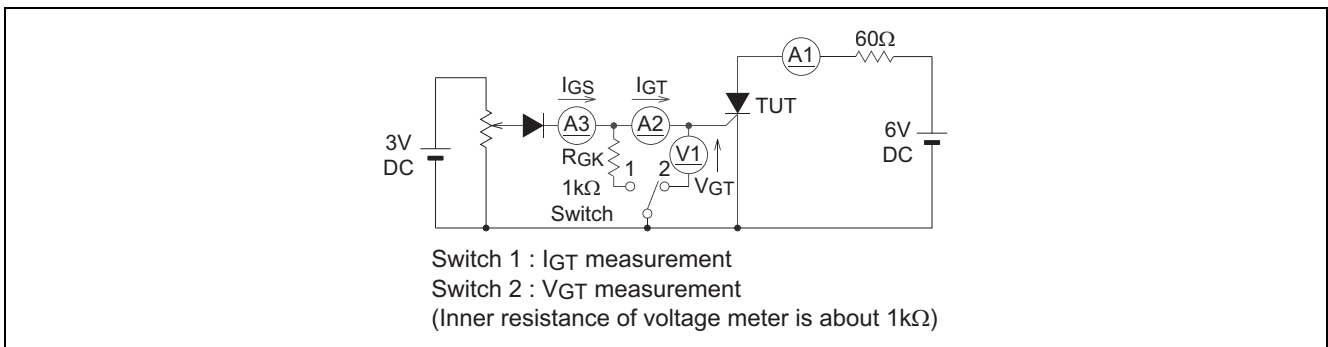 A1
60Ω
IGS
IGT
TUT
A3
A2
3V
DC
6V
DC
RGK
1
2
V1
1kΩ
VGT
Switch
Switch 1 : IGT measurement
Switch 2 : VGT measurement
(Inner resistance of voltage meter is about 1kΩ)